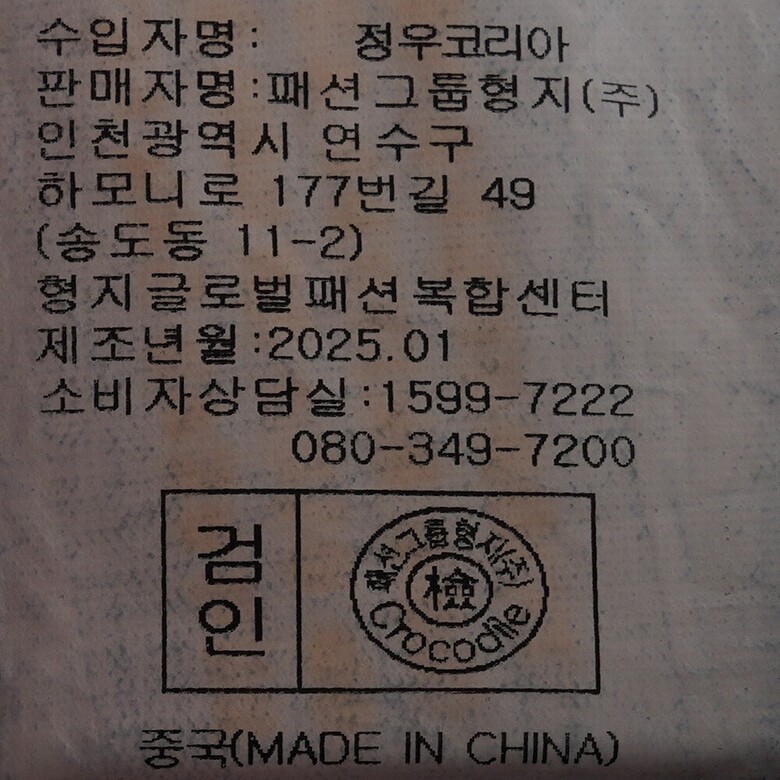 수입자명: 정우코리아
판매자명:패션그룹형지(주)
인천광역시 연수구
하모니로 177번길 49
(송도동 11-2)
형지글로벌패션복합센터
제조년월:2025.01
소비자상담실:1599-7222
080-349-7200
검인
패션그룹형지(주)
檢
Crocodile
중국(MADE IN CHINA)